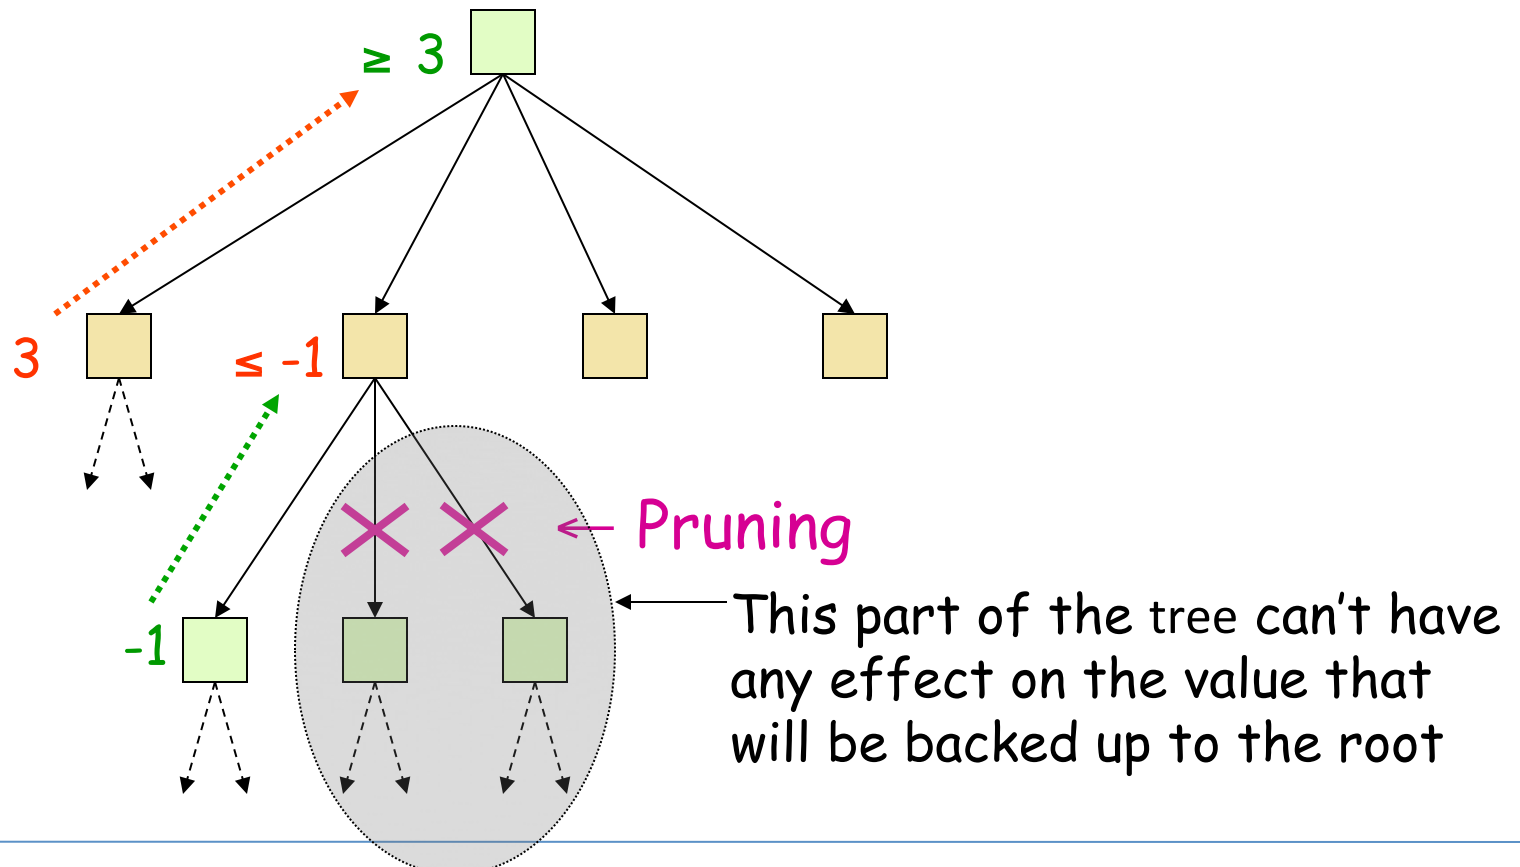 ≥ 3
3
≤ -1
Pruning
-1
This part of the tree can't have
any effect on the value that
will be backed up to the root